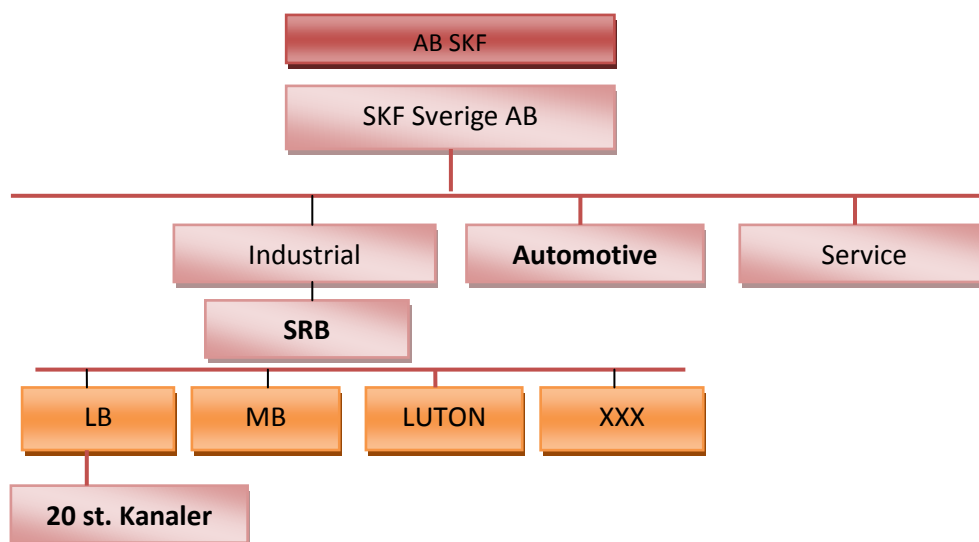 AB SKF
SKF Sverige AB
Industrial
Automotive
Service
SRB
LB
MB
LUTON
XXX
20 st. Kanaler